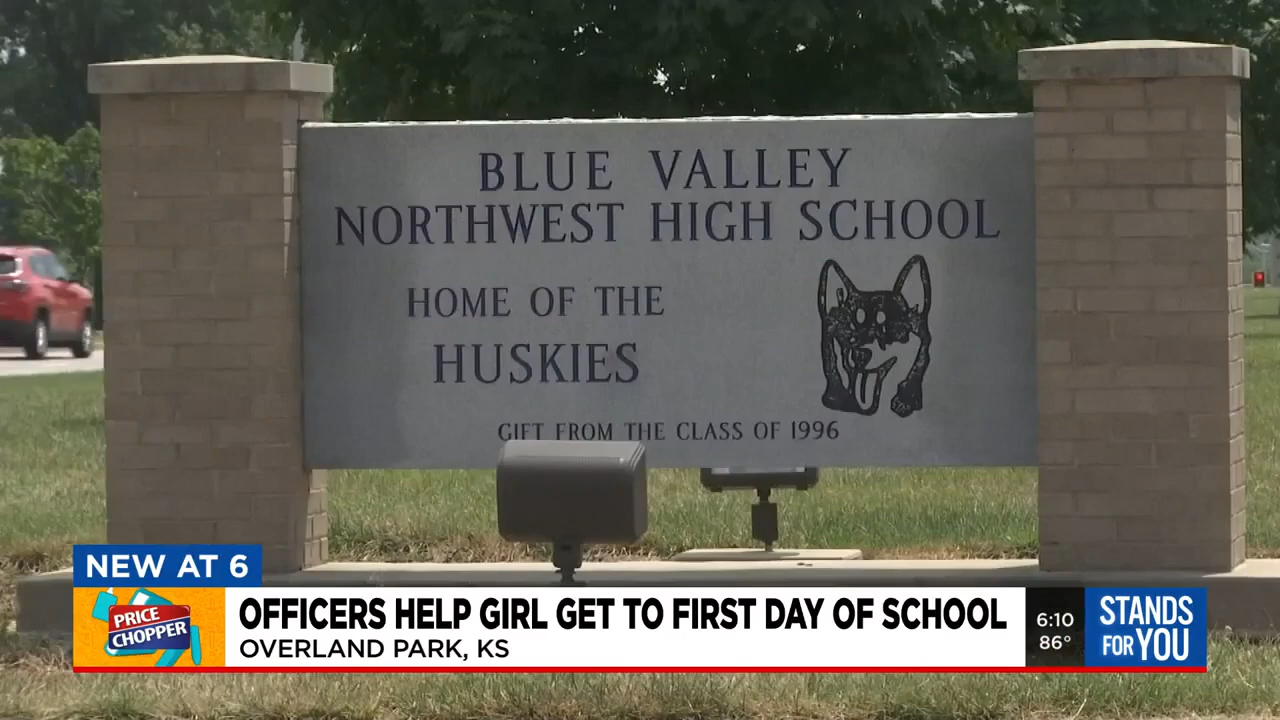 BLUE VALLEY
NORTHWEST HIGH SCHOOL
HOME OF THE
HUSKIES
GIFT FROM THE CLASS OF 1996
NEW AT 6
PRICE
CHOPPER
OFFICERS HELP GIRL GET TO FIRST DAY OF SCHOOL
OVERLAND PARK, KS
6:10
86°
STANDS
FOR YOU